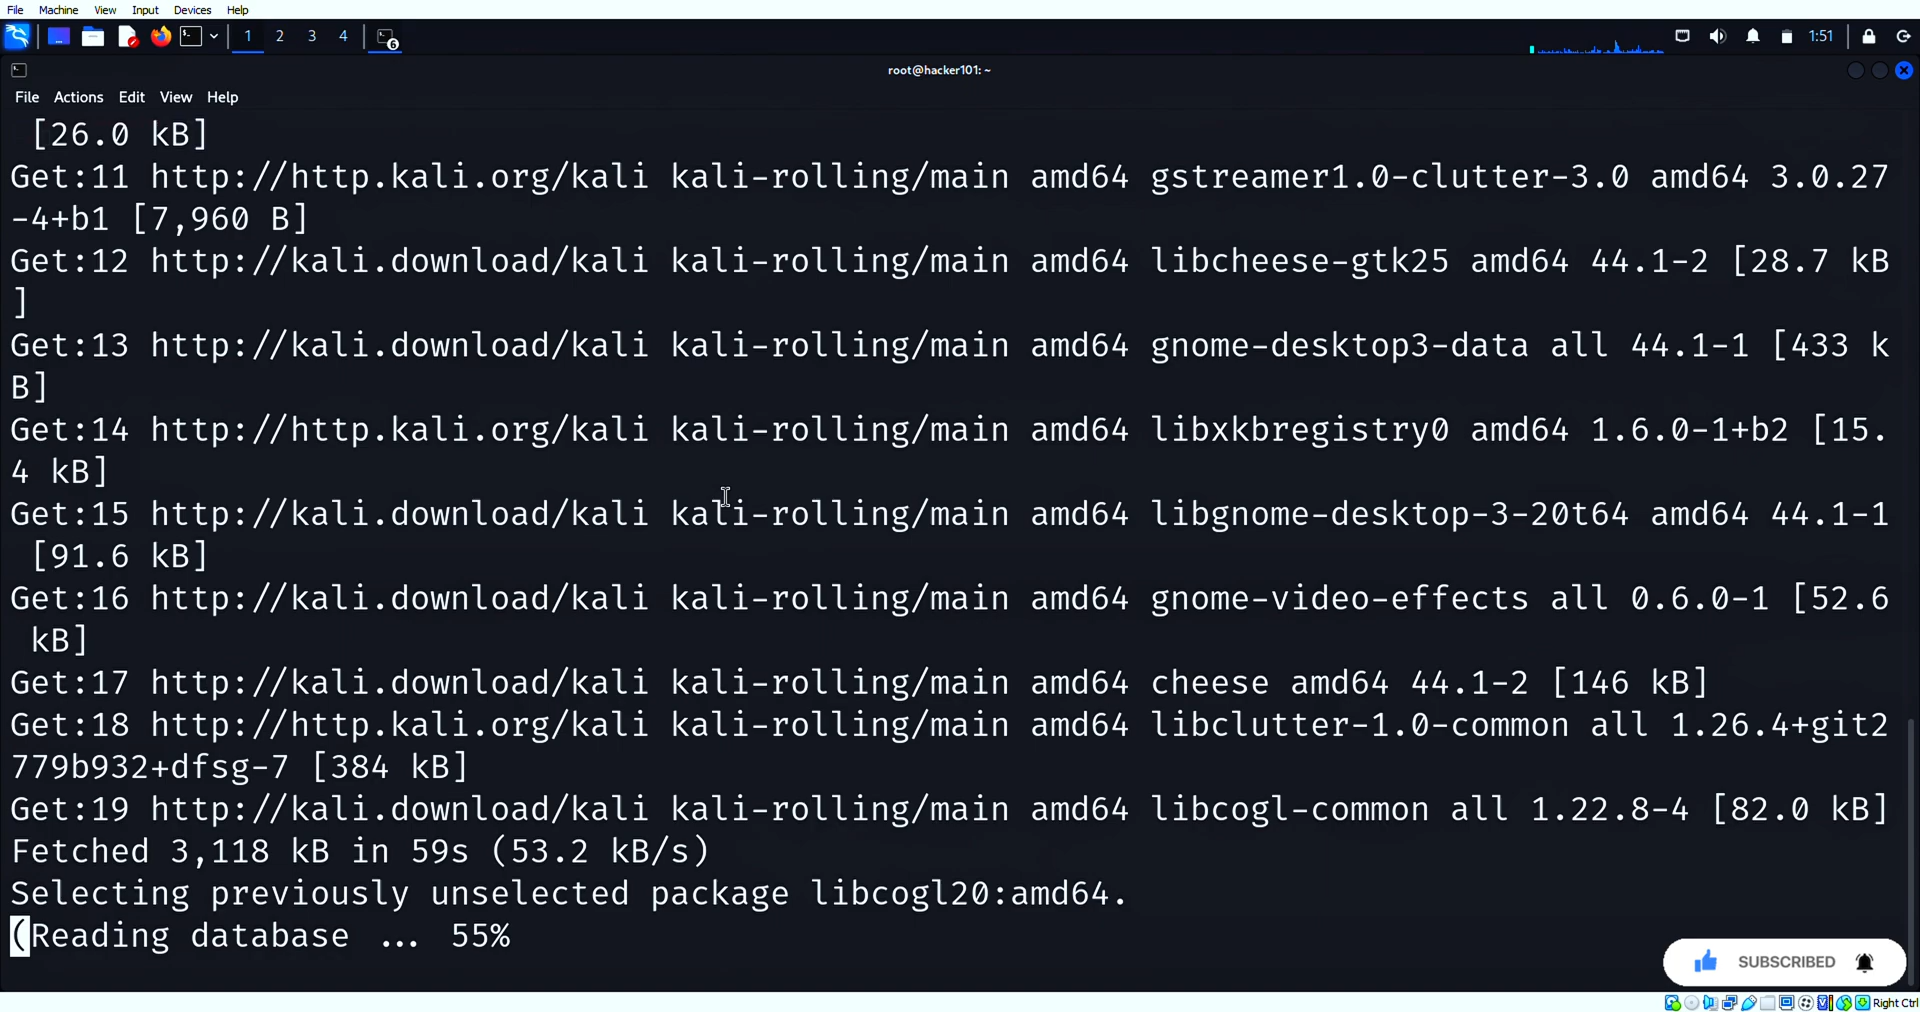 File Machine View Input Devices Help
1 2 3 4 6 1:51
root@hacker101: ~
File Actions Edit View Help
[26.0 kB]
Get:11 http://http.kali.org/kali kali-rolling/main amd64 gstreamer1.0-clutter-3.0 amd64 3.0.27
-4+b1 [7,960 B]
Get:12 http://kali.download/kali kali-rolling/main amd64 libcheese-gtk25 amd64 44.1-2 [28.7 kB
]
Get:13 http://kali.download/kali kali-rolling/main amd64 gnome-desktop3-data all 44.1-1 [433 k
B]
Get:14 http://http.kali.org/kali kali-rolling/main amd64 libxkbregistry0 amd64 1.6.0-1+b2 [15.
4 kB]
Get:15 http://kali.download/kali kali-rolling/main amd64 libgnome-desktop-3-20t64 amd64 44.1-1
[91.6 kB]
Get:16 http://kali.download/kali kali-rolling/main amd64 gnome-video-effects all 0.6.0-1 [52.6
kB]
Get:17 http://kali.download/kali kali-rolling/main amd64 cheese amd64 44.1-2 [146 kB]
Get:18 http://http.kali.org/kali kali-rolling/main amd64 libclutter-1.0-common all 1.26.4+git2
779b932+dfsg-7 [384 kB]
Get:19 http://kali.download/kali kali-rolling/main amd64 libcogl-common all 1.22.8-4 [82.0 kB]
Fetched 3,118 kB in 59s (53.2 kB/s)
Selecting previously unselected package libcogl20:amd64.
(Reading database ... 55%
SUBSCRIBED
Right Ctrl